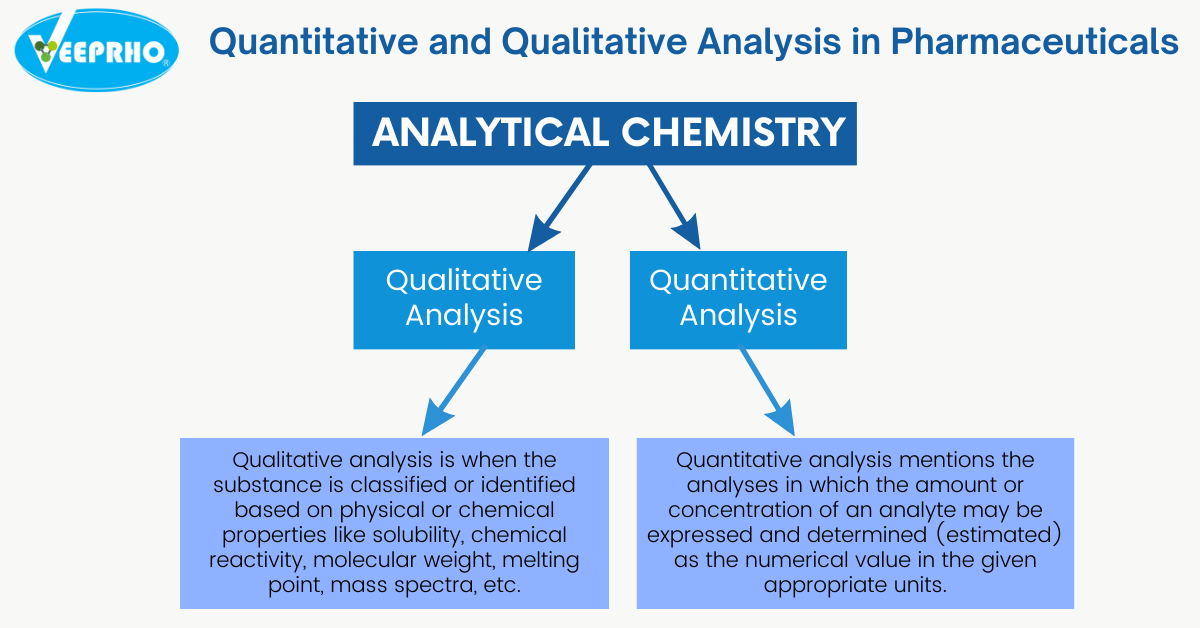 VEEPRHO®
Quantitative and Qualitative Analysis in Pharmaceuticals
ANALYTICAL CHEMISTRY
Qualitative
Analysis
Quantitative
Analysis
Qualitative analysis is when the
substance is classified or identified
based on physical or chemical
properties like solubility, chemical
reactivity, molecular weight, melting
point, mass spectra, etc.
Quantitative analysis mentions the
analyses in which the amount or
concentration of an analyte may be
expressed and determined (estimated)
as the numerical value in the given
appropriate units.